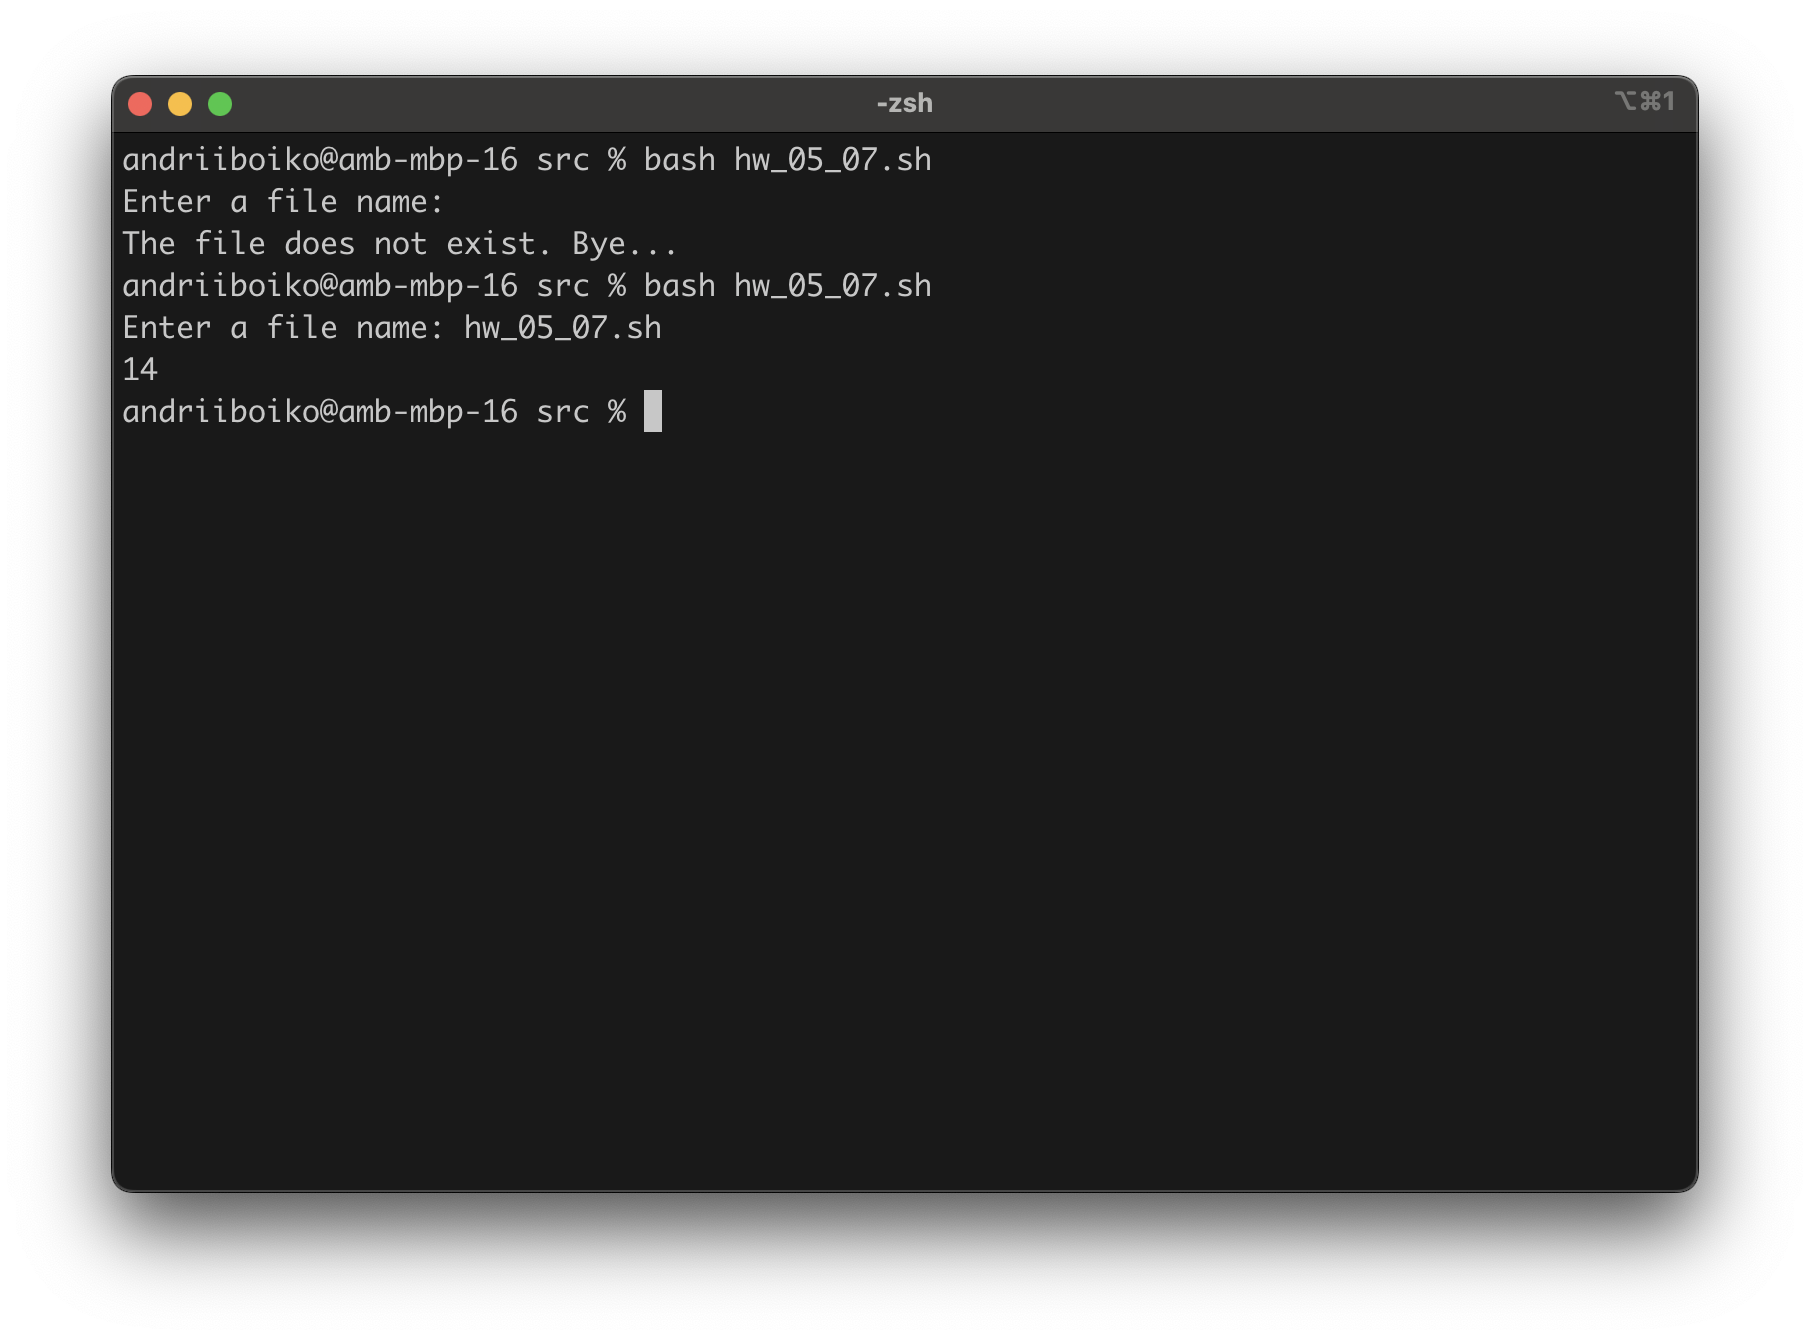 -zsh
⌥⌘1
andriiboiko@amb-mbp-16 src % bash hw_05_07.sh
Enter a file name:
The file does not exist. Bye...
andriiboiko@amb-mbp-16 src % bash hw_05_07.sh
Enter a file name: hw_05_07.sh
14
andriiboiko@amb-mbp-16 src %